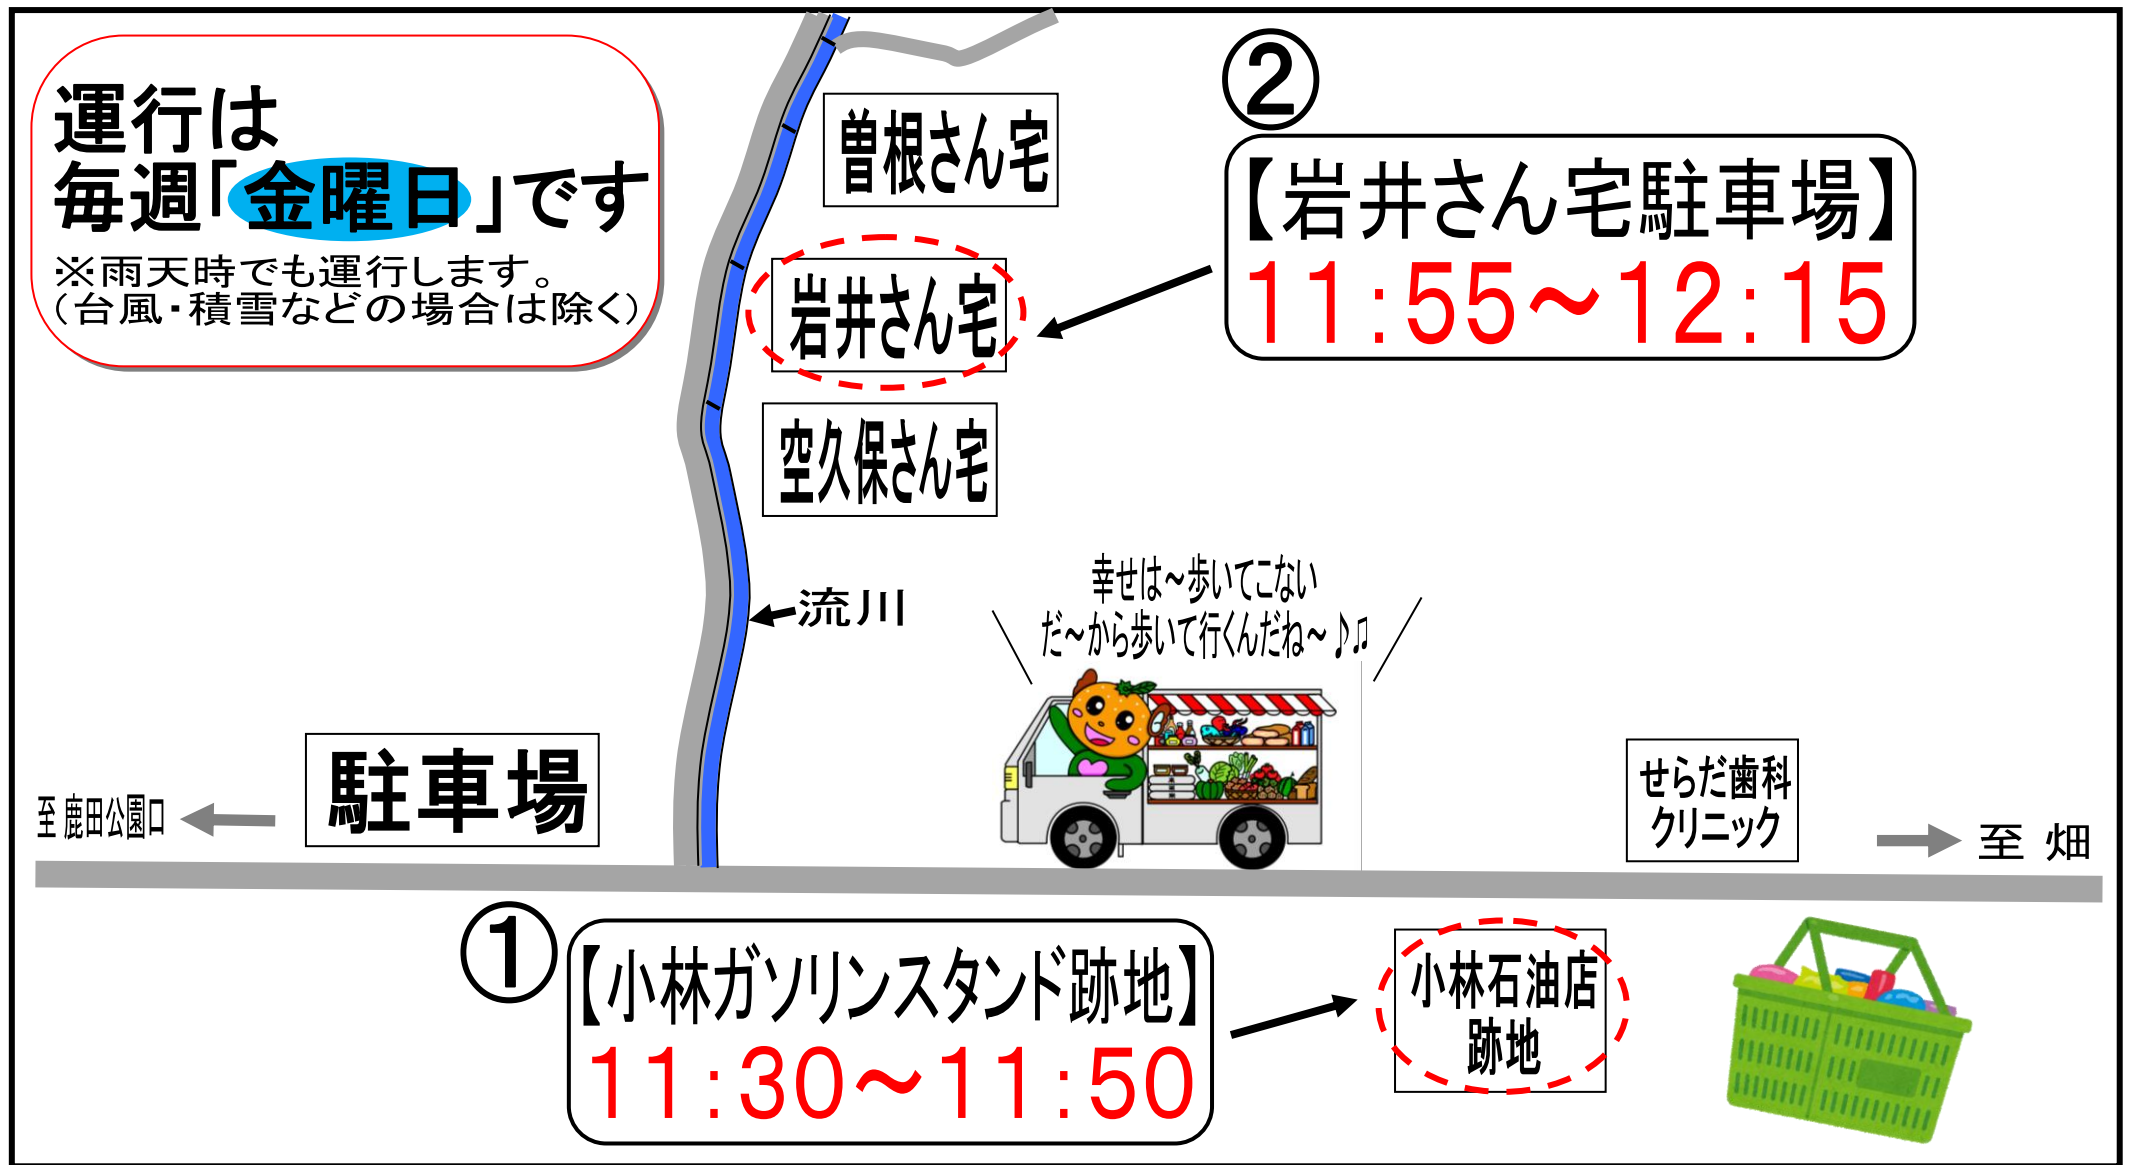 運行は
毎週「金曜日」です
※雨天時でも運行します。
（台風・積雪などの場合は除く）
曽根さん宅
②
【岩井さん宅駐車場】
11：55～12：15
岩井さん宅
空久保さん宅
流川
幸せは～歩いてこない
だ～から歩いて行くんだね～♪♫
駐車場
至 鹿田公園口
せらだ歯科
クリニック
至 畑
①
【小林ガソリンスタンド跡地】
11：30～11：50
小林石油店
跡地